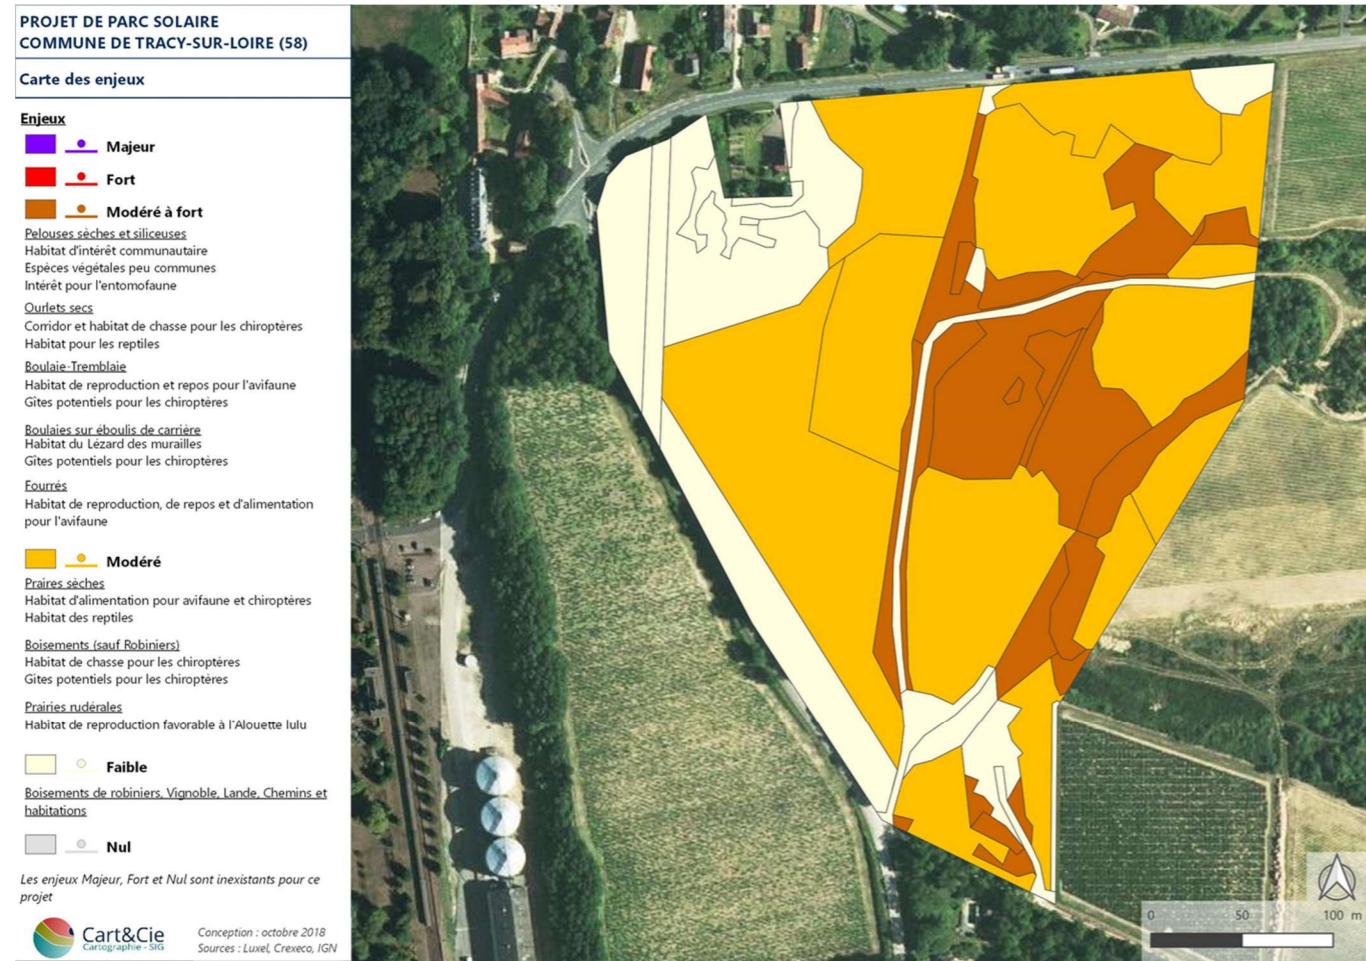 PROJET DE PARC SOLAIRE
COMMUNE DE TRACY-SUR-LOIRE (58)
Carte des enjeux
Enjeux
Majeur
Fort
Modéré à fort
Pelouses sèches et siliceuses
Habitat d'intérêt communautaire
Espèces végétales peu communes
Intérêt pour l'entomofaune
Ourlets secs
Corridor et habitat de chasse pour les chiroptères
Habitat pour les reptiles
Boulaie-Tremblaie
Habitat de reproduction et repos pour l'avifaune
Gîtes potentiels pour les chiroptères
Boulaies sur éboulis de carrière
Habitat du Lézard des murailles
Gîtes potentiels pour les chiroptères
Fourrés
Habitat de reproduction, de repos et d'alimentation
pour l'avifaune
Modéré
Praires sèches
Habitat d'alimentation pour avifaune et chiroptères
Habitat des reptiles
Boisements (sauf Robiniers)
Habitat de chasse pour les chiroptères
Gites potentiels pour les chiroptères
Prairies rudérales
Habitat de reproduction favorable à l'Alouette lulu
Faible
Boisements de robiniers, Vignoble, Lande, Chemins et
habitations
Nul
Les enjeux Majeur, Fort et Nul sont inexistants pour ce
projet
Cart&Cie
Cartographie - SIG
Conception : octobre 2018
Sources : Luxel, Crexeco, IGN
0 50 100 m